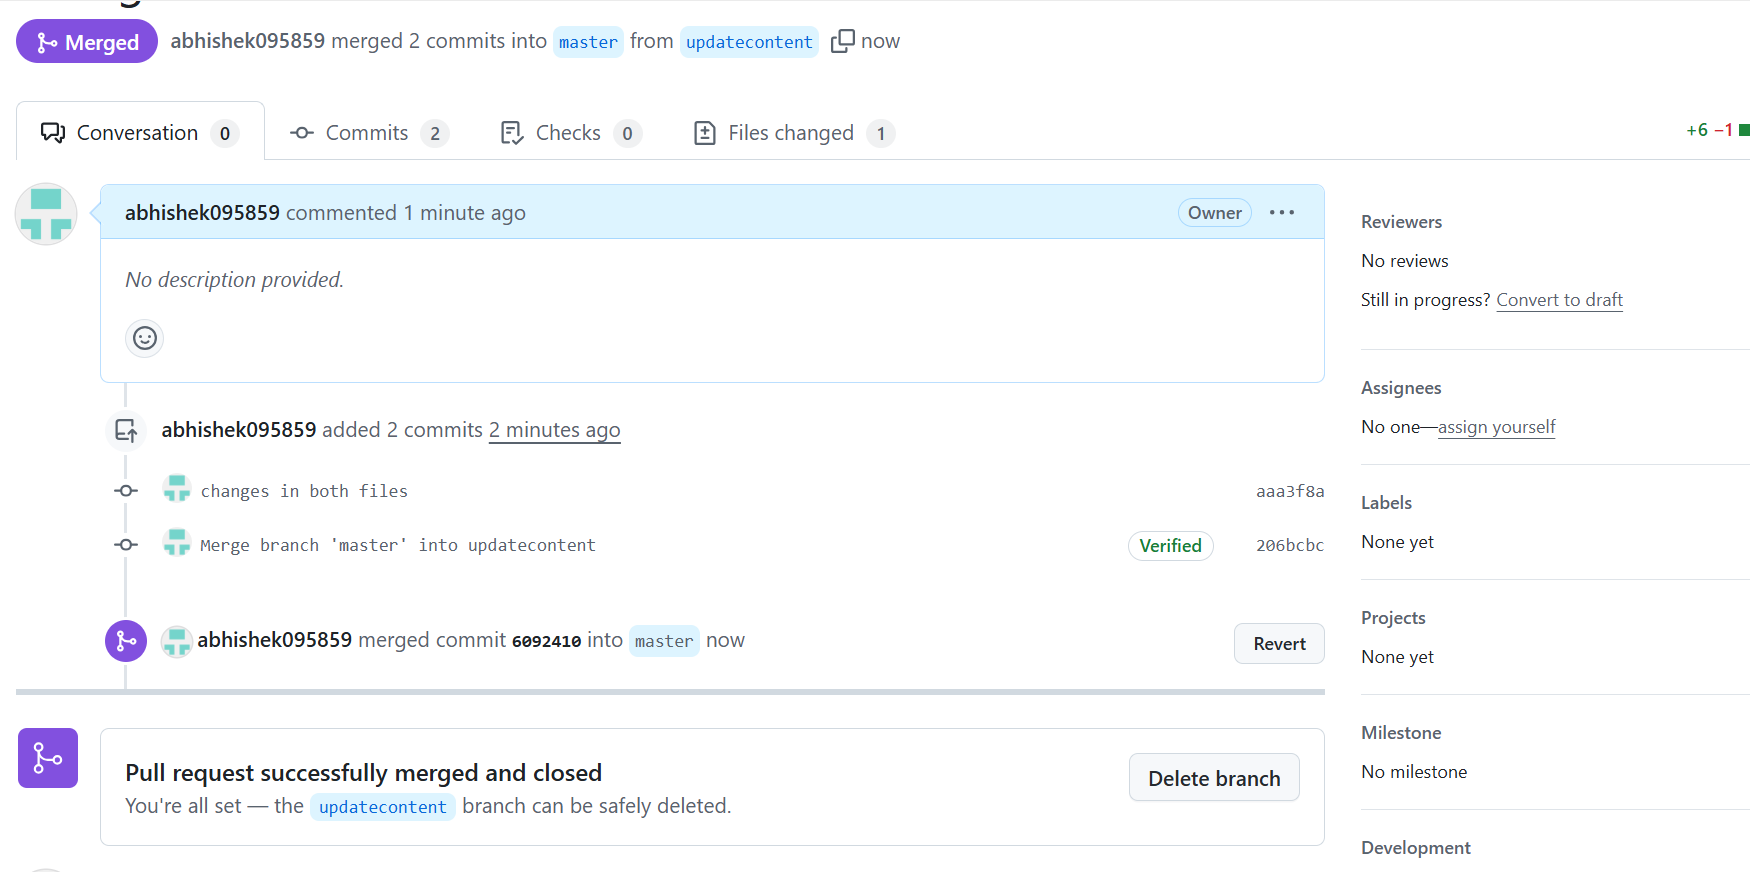 Merged abhishek095859 merged 2 commits into master from updatecontent now
Conversation 0 Commits 2 Checks 0 Files changed 1 +6 −1
abhishek095859 commented 1 minute ago Owner
No description provided.
abhishek095859 added 2 commits 2 minutes ago
changes in both files aaa3f8a
Merge branch 'master' into updatecontent Verified 206bcbc
abhishek095859 merged commit 6092410 into master now Revert
Pull request successfully merged and closed
You're all set — the updatecontent branch can be safely deleted.
Delete branch
Reviewers
No reviews
Still in progress? Convert to draft
Assignees
No one—assign yourself
Labels
None yet
Projects
None yet
Milestone
No milestone
Development